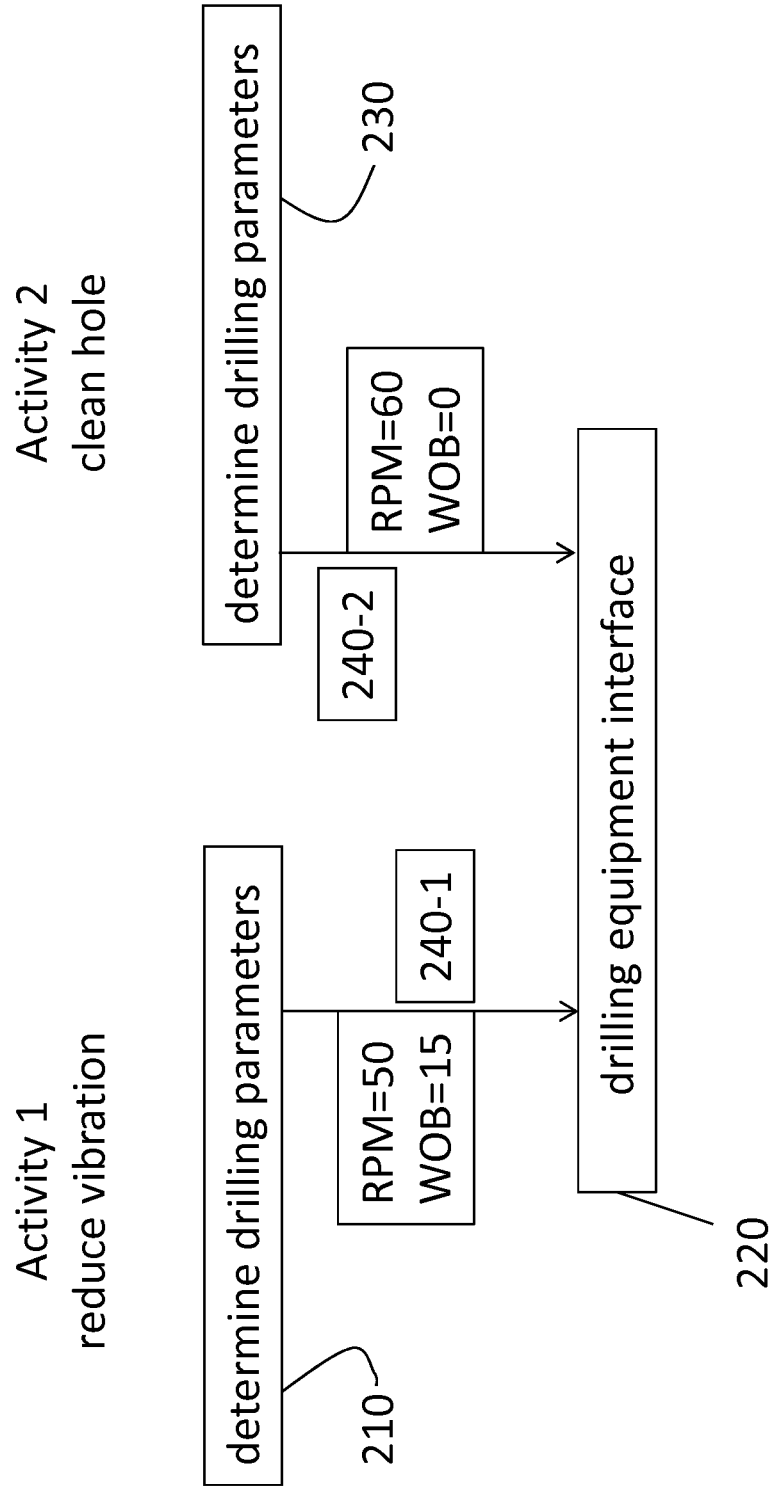 Activity 1
reduce vibration
Activity 2
clean hole
determine drilling parameters
determine drilling parameters
210
230
RPM=50
WOB=15
240-1
240-2
RPM=60
WOB=0
drilling equipment interface
220